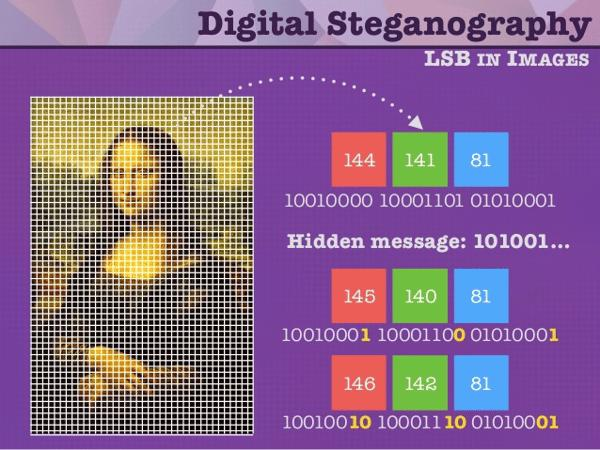 Digital Steganography
LSB IN IMAGES
144 141 81
10010000 10001101 01010001
Hidden message: 101001...
145 140 81
10010001 10001100 01010001
146 142 81
10010010 10001110 01010001